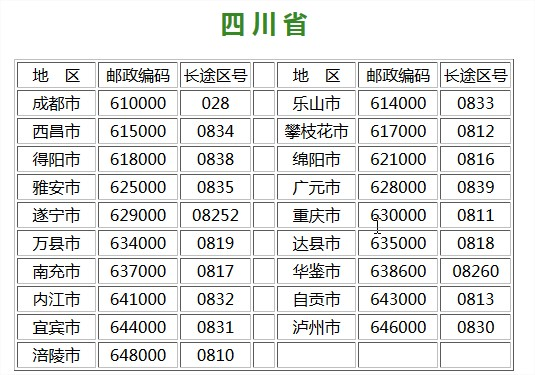 四川省
地 区 邮政编码 长途区号 地 区 邮政编码 长途区号
成都市 610000 028 乐山市 614000 0833
西昌市 615000 0834 攀枝花市 617000 0812
得阳市 618000 0838 绵阳市 621000 0816
雅安市 625000 0835 广元市 628000 0839
遂宁市 629000 08252 重庆市 630000 0811
万县市 634000 0819 达县市 635000 0818
南充市 637000 0817 华鉴市 638600 08260
内江市 641000 0832 自贡市 643000 0813
宜宾市 644000 0831 泸州市 646000 0830
涪陵市 648000 0810